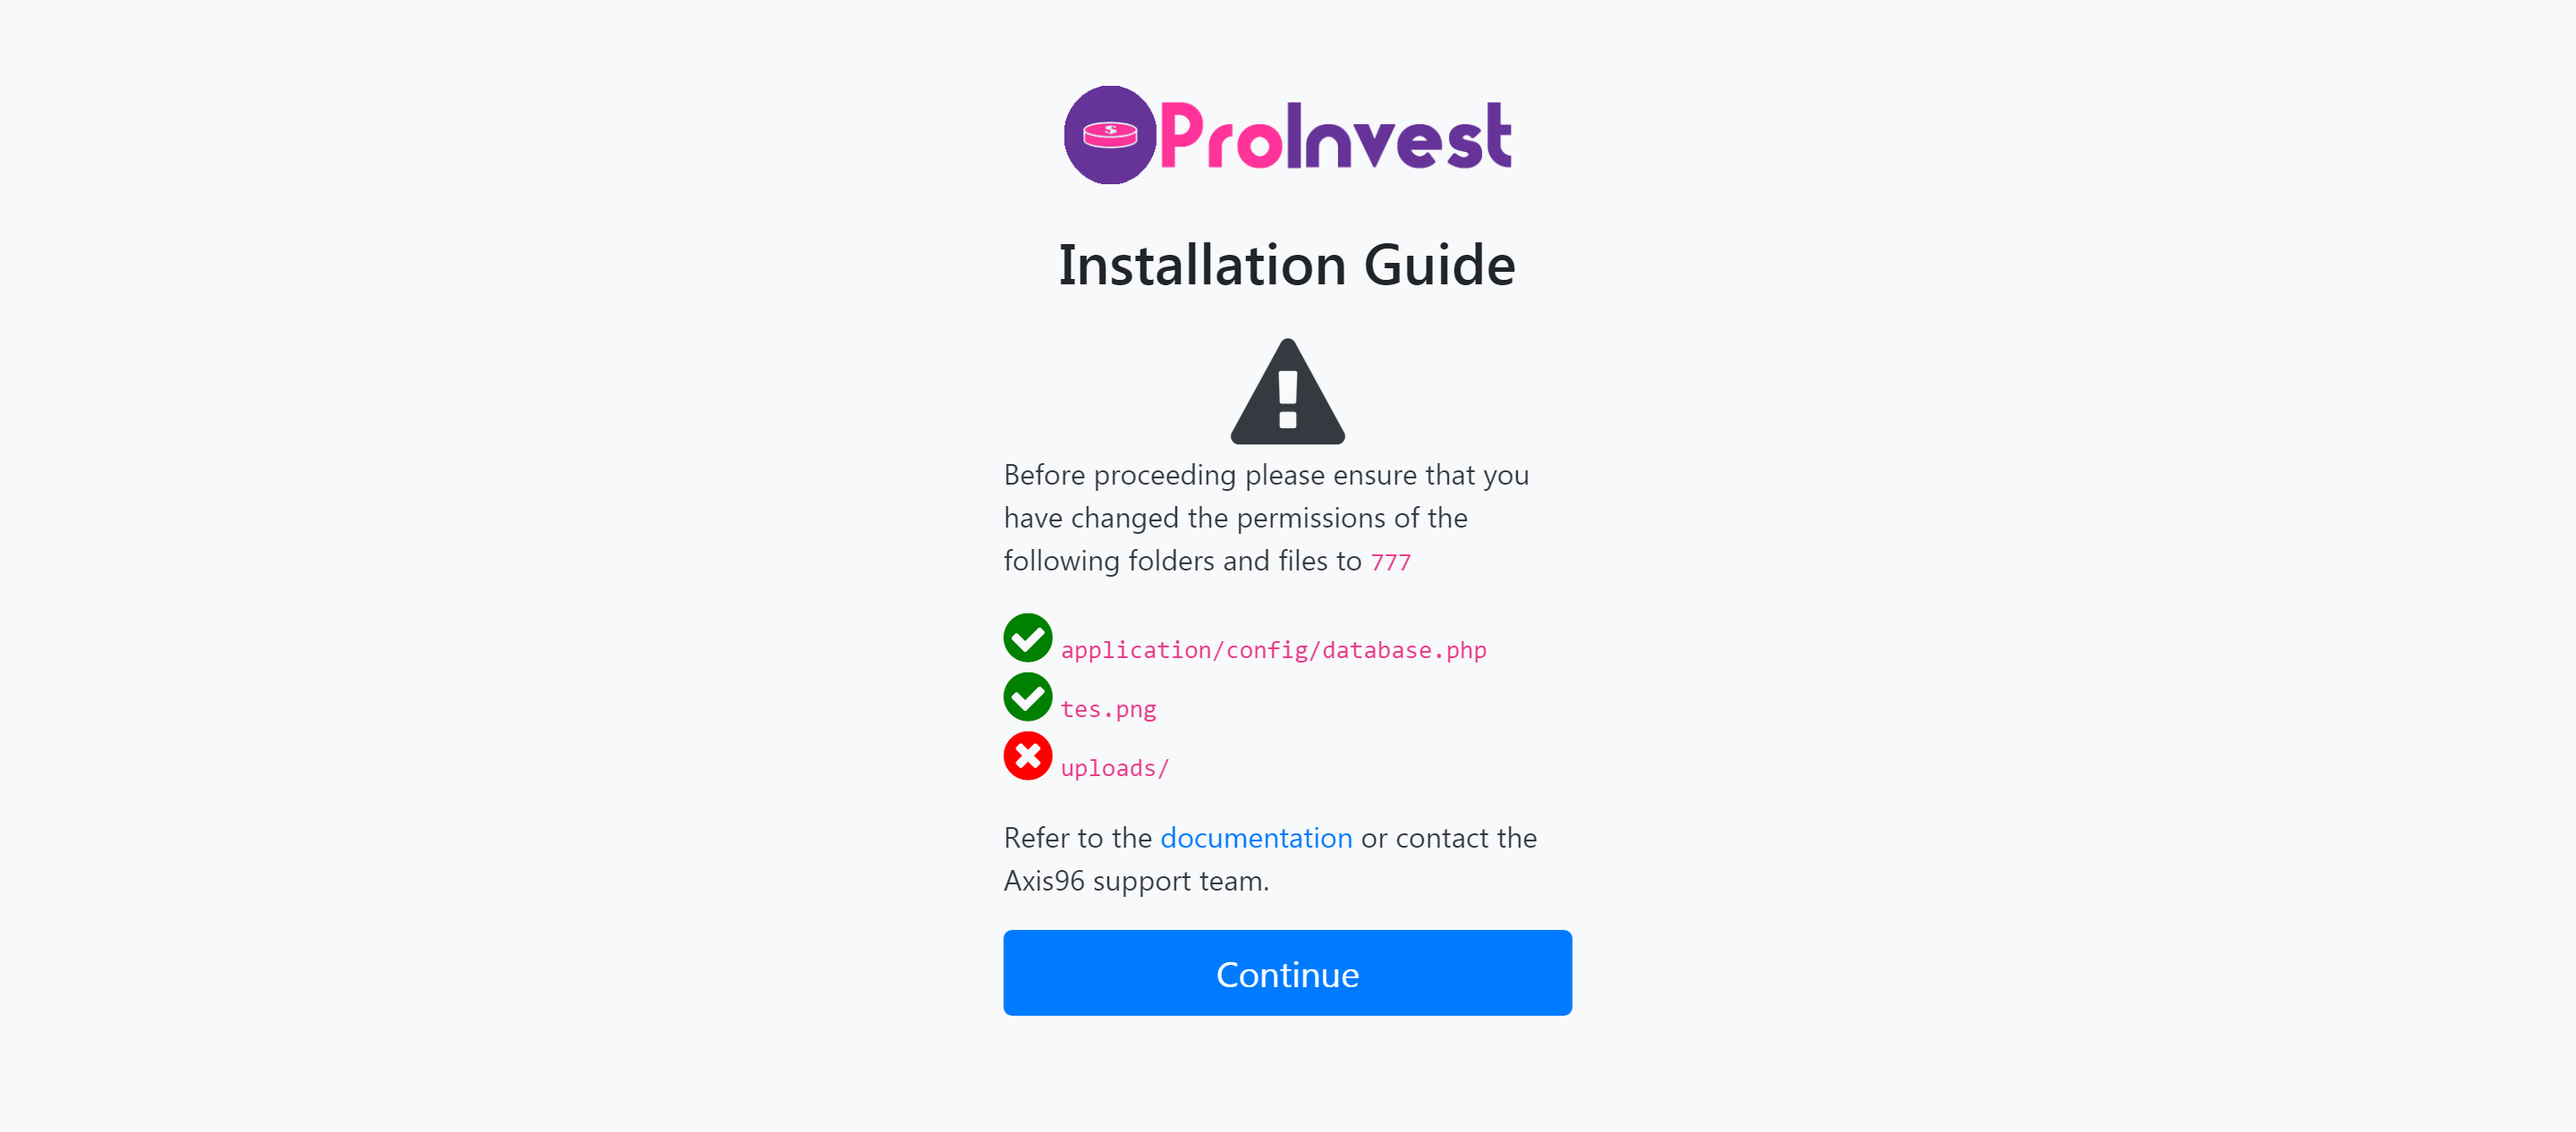 ProInvest
Installation Guide
Before proceeding please ensure that you
have changed the permissions of the
following folders and files to 777
application/config/database.php
tes.png
uploads/
Refer to the documentation or contact the
Axis96 support team.
Continue